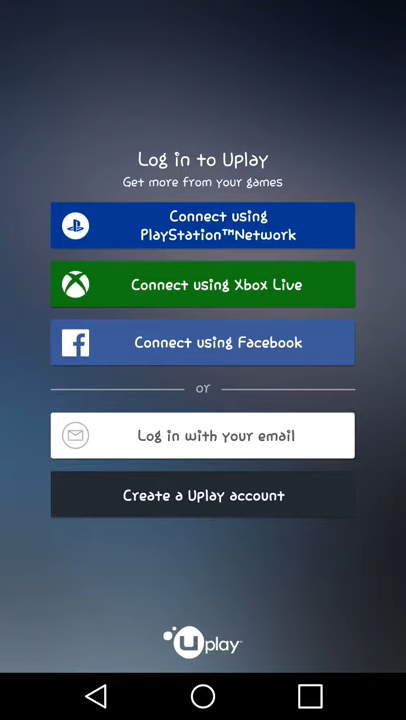 Log in to Uplay
Get more from your games
Connect using
PlayStation™Network
Connect using Xbox Live
Connect using Facebook
or
Log in with your email
Create a Uplay account
uplay™